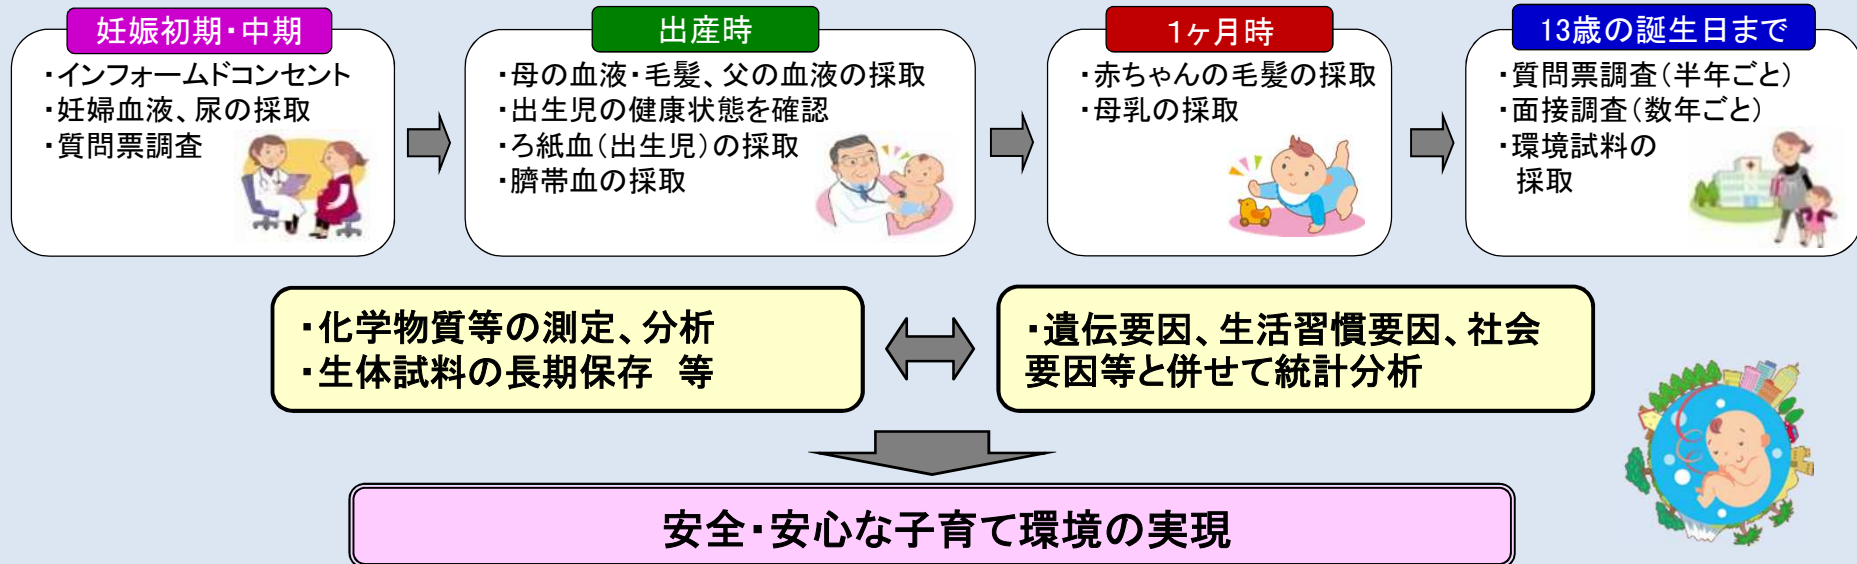 妊娠初期・中期
・インフォームドコンセント
・妊婦血液、尿の採取
・質問票調査
出産時
・母の血液・毛髪、父の血液の採取
・出生児の健康状態を確認
・ろ紙血(出生児)の採取
・臍帯血の採取
1ヶ月時
・赤ちゃんの毛髪の採取
・母乳の採取
13歳の誕生日まで
・質問票調査(半年ごと)
・面接調査(数年ごと)
・環境試料の
採取
・化学物質等の測定、分析
・生体試料の長期保存 等
・遺伝要因、生活習慣要因、社会
要因等と併せて統計分析
安全・安心な子育て環境の実現